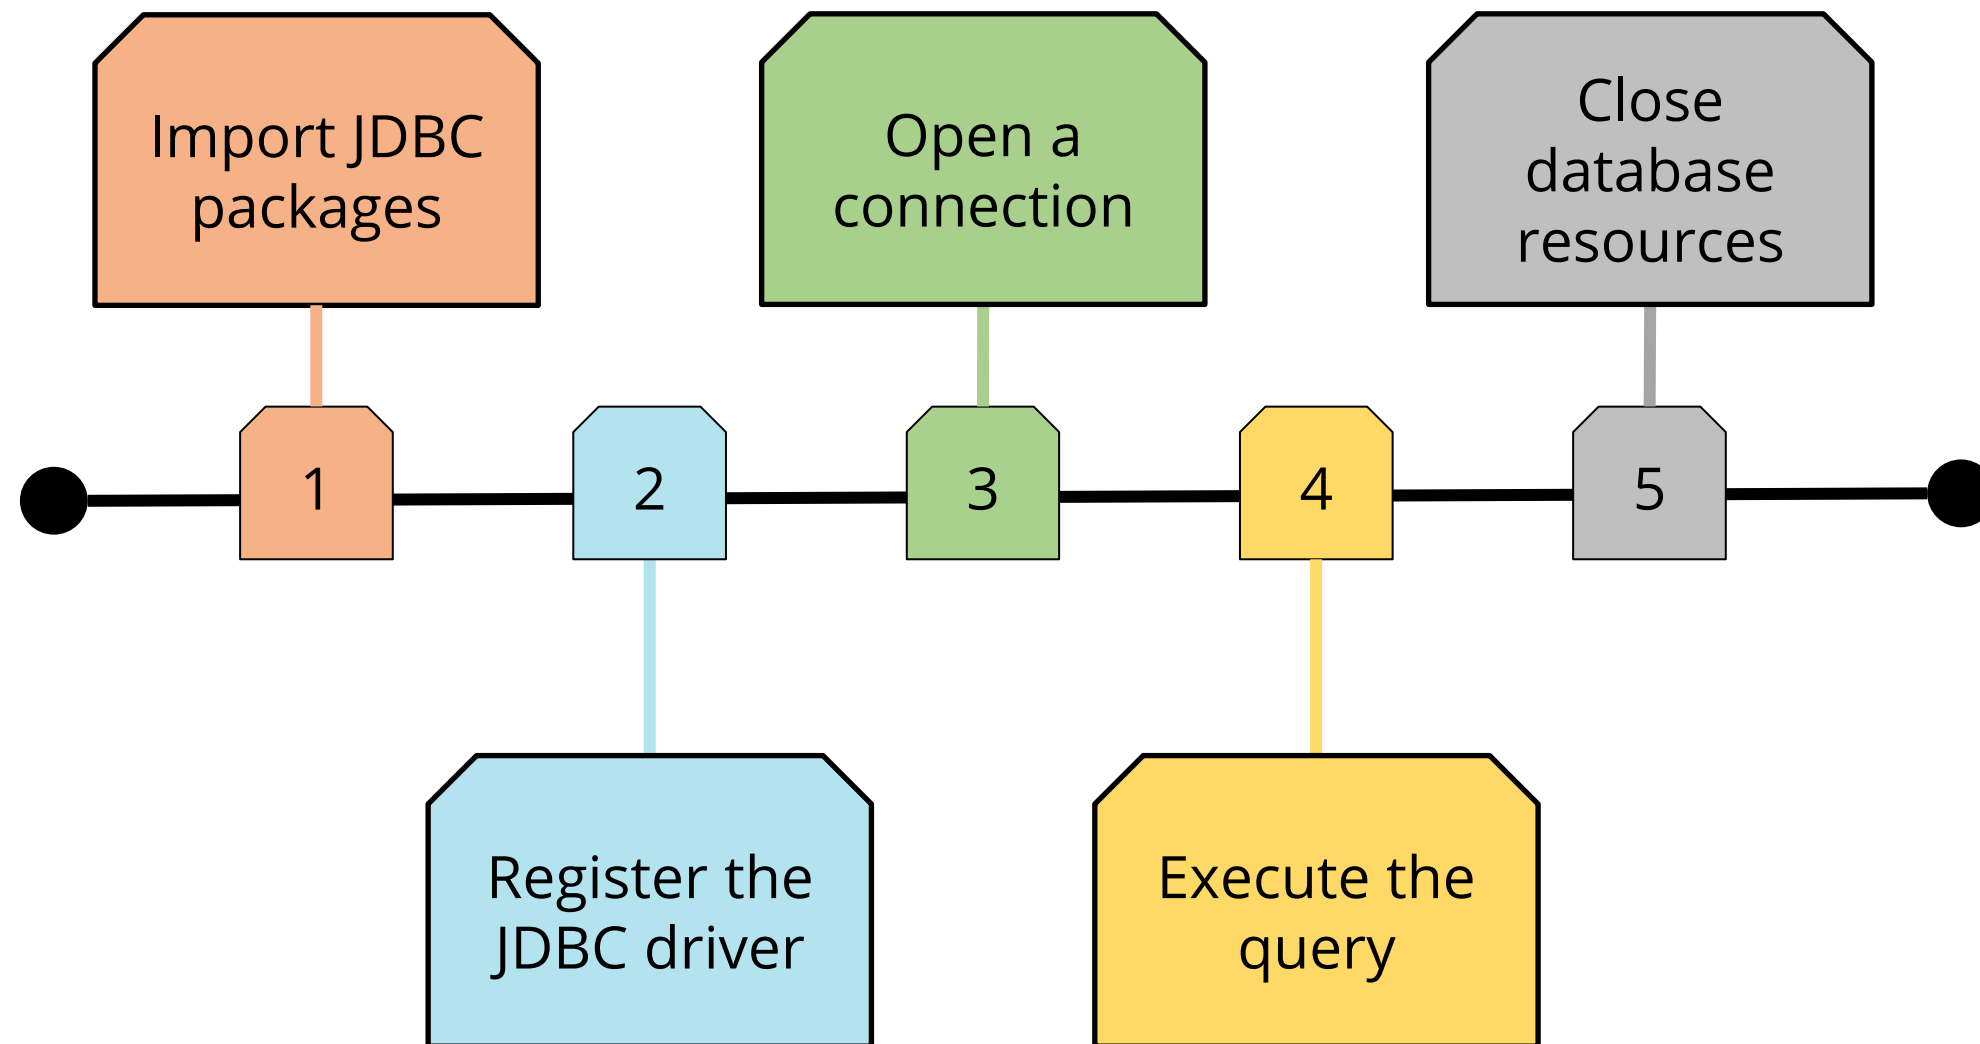 Import JDBC
packages
Open a
connection
Close
database
resources
1
2
3
4
5
Register the
JDBC driver
Execute the
query